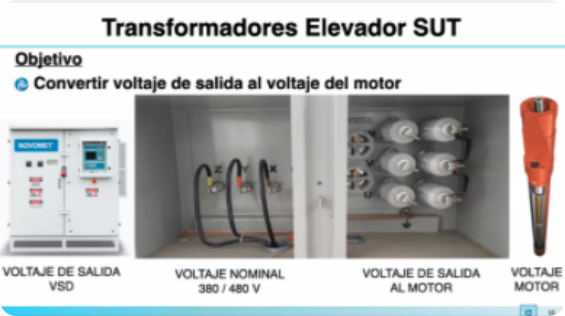 Transformadores Elevador SUT
Objetivo
Convertir voltaje de salida al voltaje del motor
NOVOMET
Z Y X
VOLTAJE DE SALIDA
VSD
VOLTAJE NOMINAL
380 / 480 V
VOLTAJE DE SALIDA
AL MOTOR
VOLTAJE
MOTOR